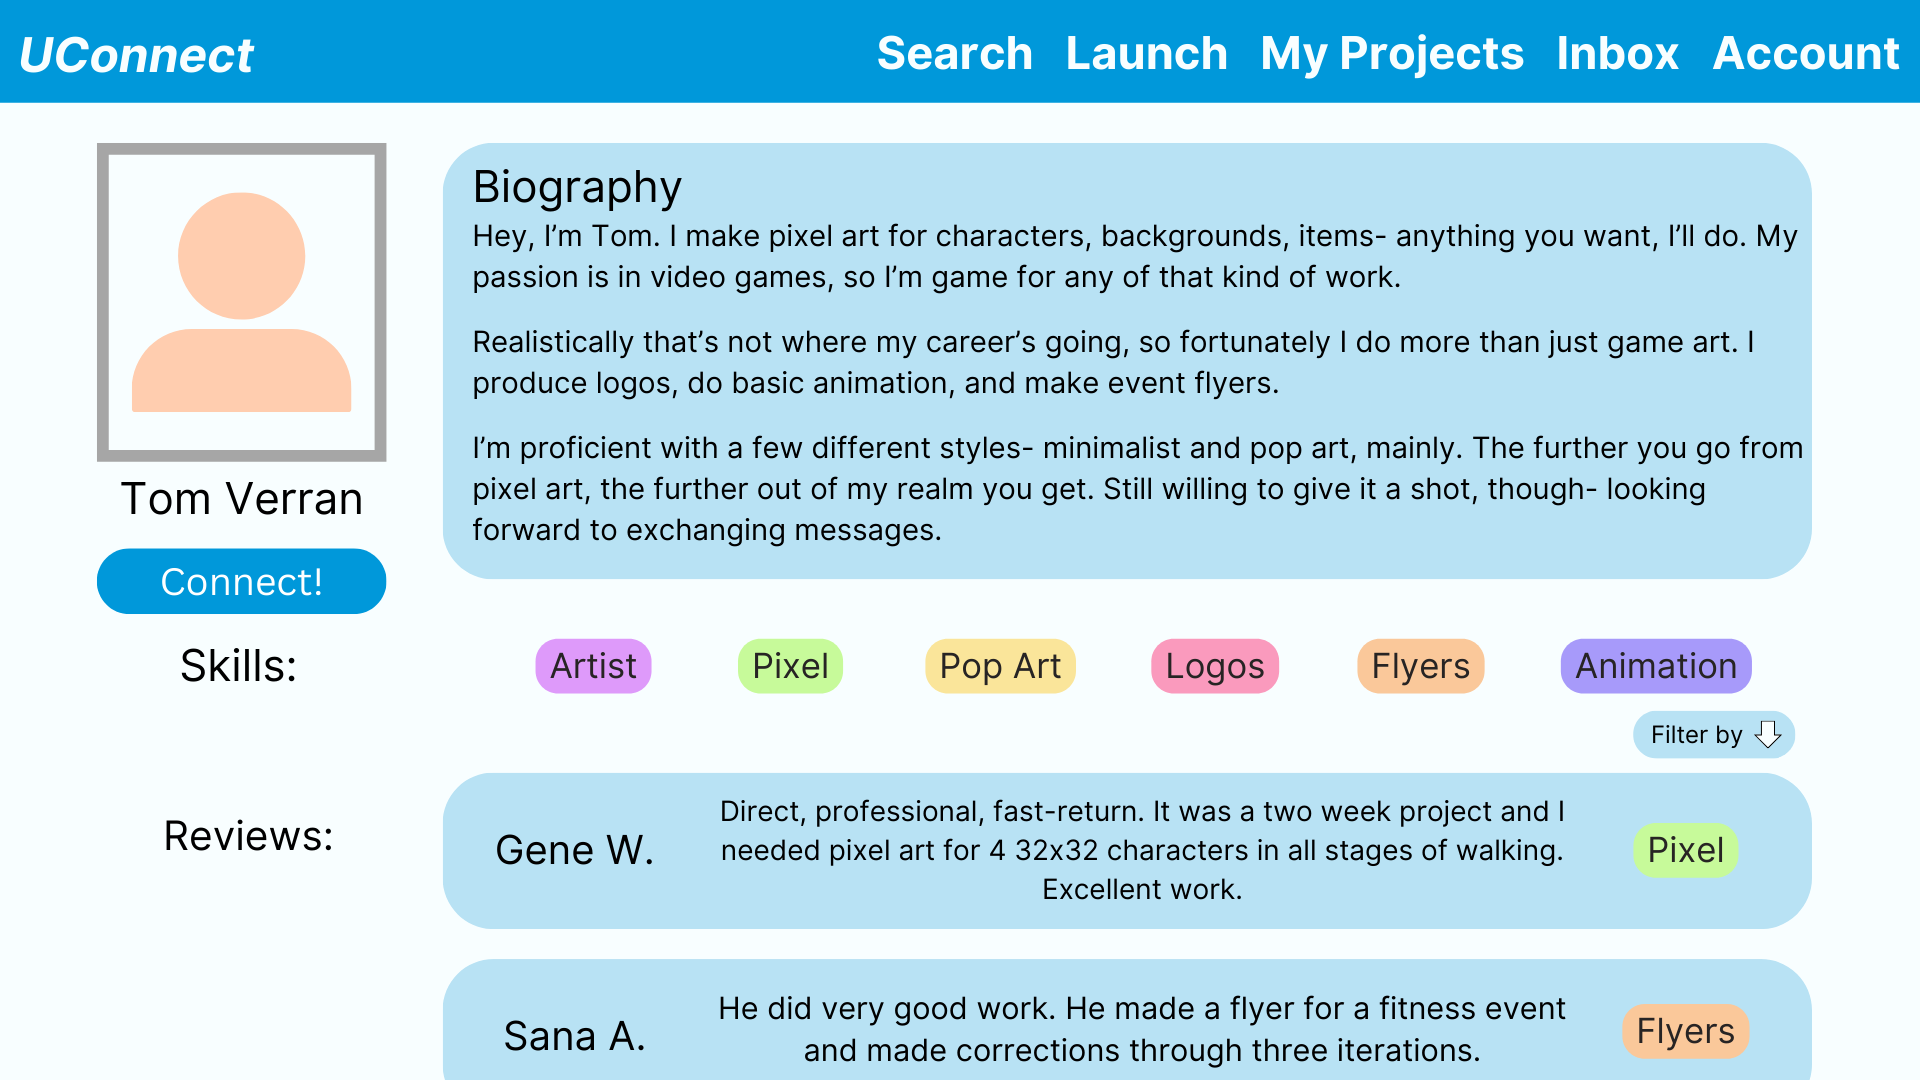 UConnect
Search Launch My Projects Inbox Account
Biography
Hey, I’m Tom. I make pixel art for characters, backgrounds, items- anything you want, I’ll do. My
passion is in video games, so I’m game for any of that kind of work.
Realistically that’s not where my career’s going, so fortunately I do more than just game art. I
produce logos, do basic animation, and make event flyers.
I’m proficient with a few different styles- minimalist and pop art, mainly. The further you go from
pixel art, the further out of my realm you get. Still willing to give it a shot, though- looking
forward to exchanging messages.
Tom Verran
Connect!
Skills:
Artist
Pixel
Pop Art
Logos
Flyers
Animation
Filter by
Reviews:
Gene W.
Direct, professional, fast-return. It was a two week project and I
needed pixel art for 4 32x32 characters in all stages of walking.
Excellent work.
Pixel
Sana A.
He did very good work. He made a flyer for a fitness event
and made corrections through three iterations.
Flyers